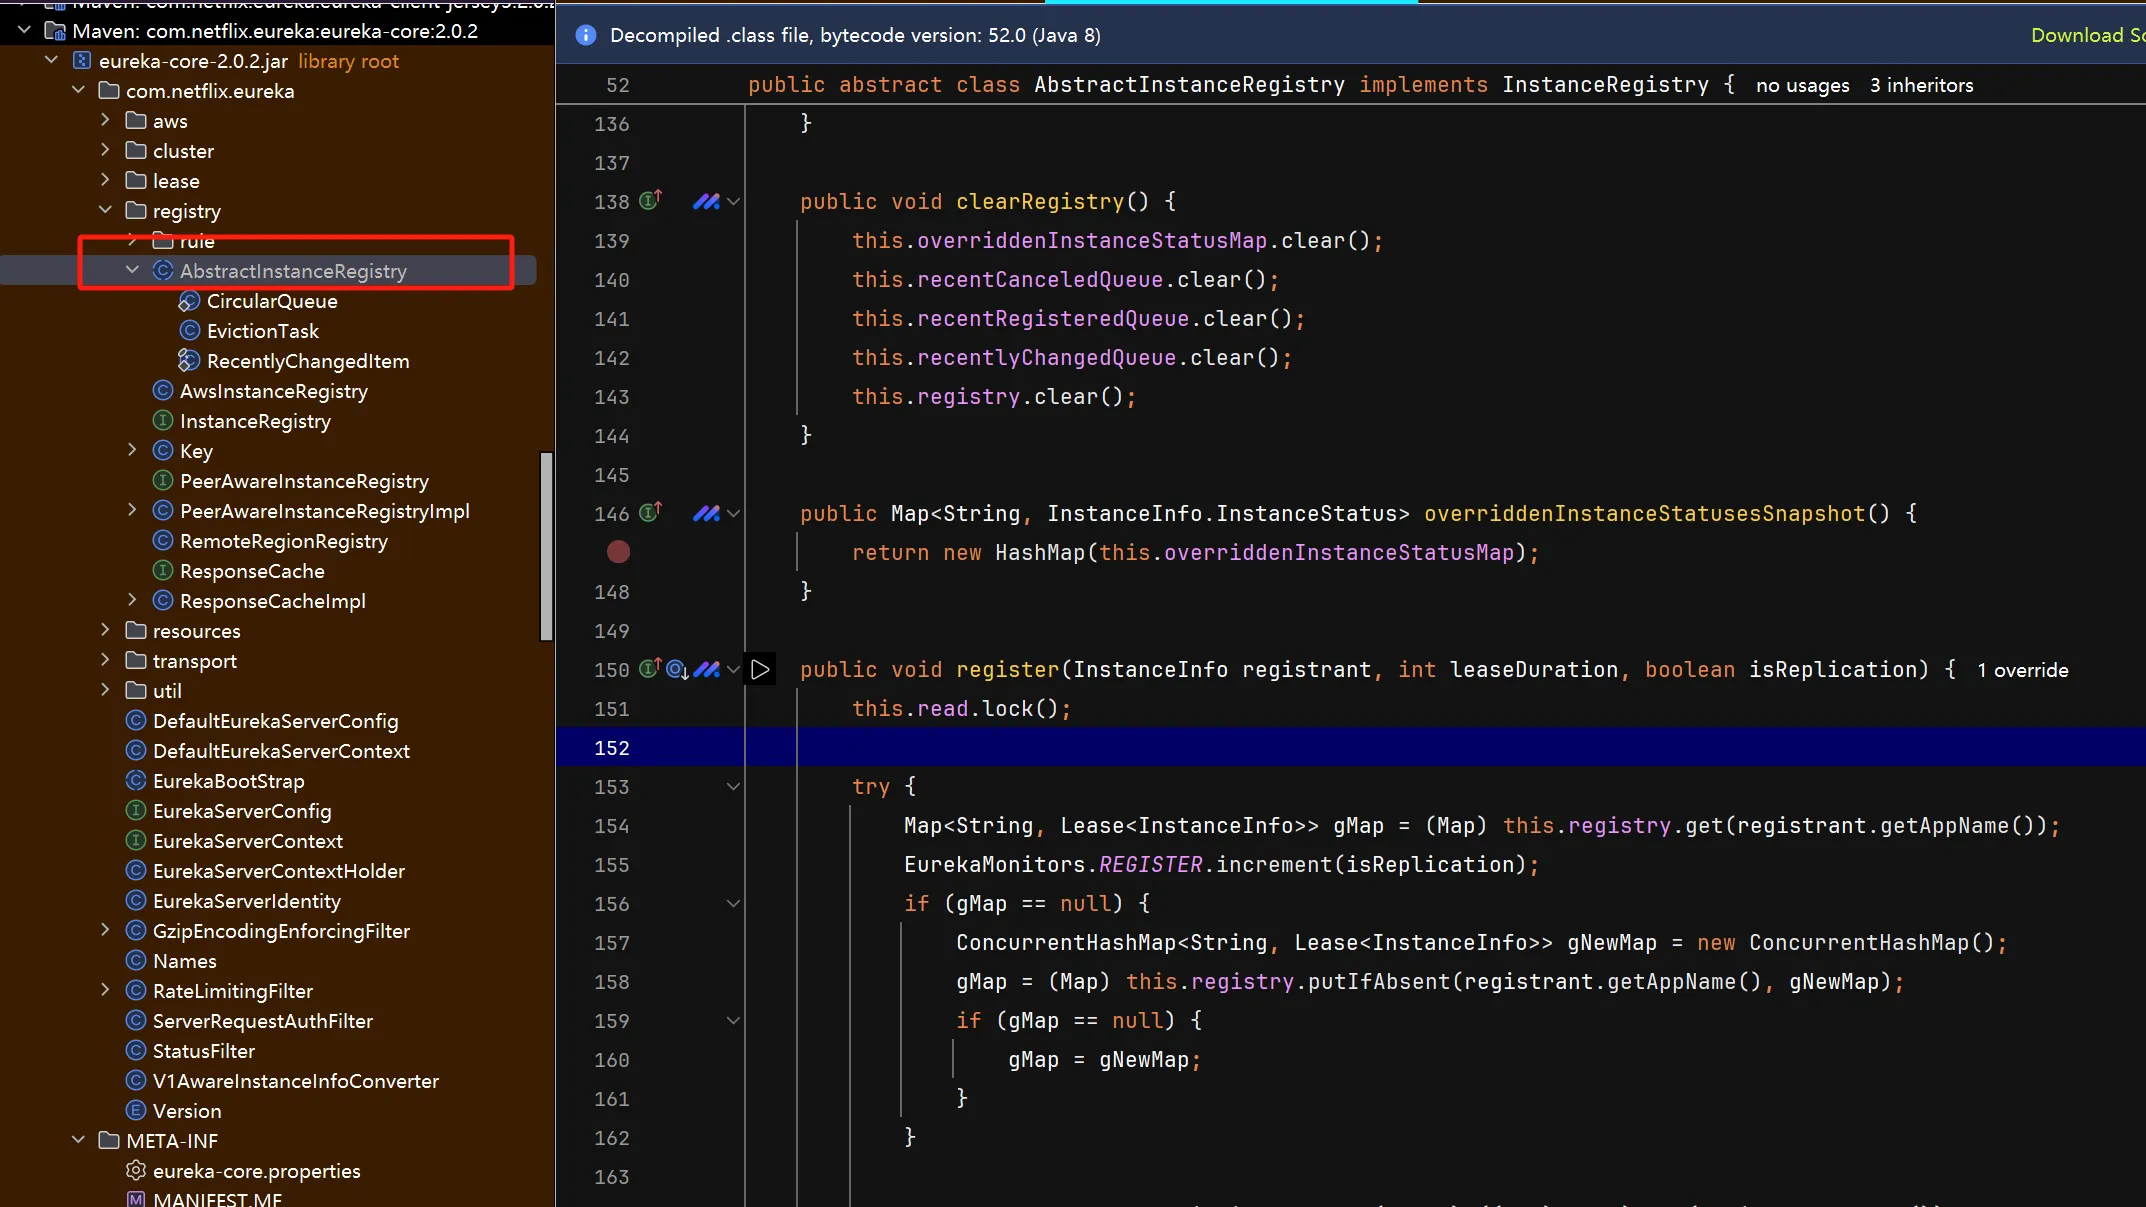 Maven: com.netflix.eureka:eureka-client-jersey3:2.0.2
Maven: com.netflix.eureka:eureka-core:2.0.2
eureka-core-2.0.2.jar library root
com.netflix.eureka
aws
cluster
lease
registry
rule
AbstractInstanceRegistry
CircularQueue
EvictionTask
RecentlyChangedItem
AwsInstanceRegistry
InstanceRegistry
Key
PeerAwareInstanceRegistry
PeerAwareInstanceRegistryImpl
RemoteRegionRegistry
ResponseCache
ResponseCacheImpl
resources
transport
util
DefaultEurekaServerConfig
DefaultEurekaServerContext
EurekaBootStrap
EurekaServerConfig
EurekaServerContext
EurekaServerContextHolder
EurekaServerIdentity
GzipEncodingEnforcingFilter
Names
RateLimitingFilter
ServerRequestAuthFilter
StatusFilter
V1AwareInstanceInfoConverter
Version
META-INF
eureka-core.properties
MANIFEST.MF
Decompiled .class file, bytecode version: 52.0 (Java 8) Download So
52 public abstract class AbstractInstanceRegistry implements InstanceRegistry { no usages 3 inheritors
136 }
137
138 public void clearRegistry() {
139 this.overriddenInstanceStatusMap.clear();
140 this.recentCanceledQueue.clear();
141 this.recentRegisteredQueue.clear();
142 this.recentlyChangedQueue.clear();
143 this.registry.clear();
144 }
145
146 public Map<String, InstanceInfo.InstanceStatus> overriddenInstanceStatusesSnapshot() {
return new HashMap(this.overriddenInstanceStatusMap);
148 }
149
150 public void register(InstanceInfo registrant, int leaseDuration, boolean isReplication) { 1 override
151 this.read.lock();
152
153 try {
154 Map<String, Lease<InstanceInfo>> gMap = (Map) this.registry.get(registrant.getAppName());
155 EurekaMonitors.REGISTER.increment(isReplication);
156 if (gMap == null) {
157 ConcurrentHashMap<String, Lease<InstanceInfo>> gNewMap = new ConcurrentHashMap();
158 gMap = (Map) this.registry.putIfAbsent(registrant.getAppName(), gNewMap);
159 if (gMap == null) {
160 gMap = gNewMap;
161 }
162 }
163